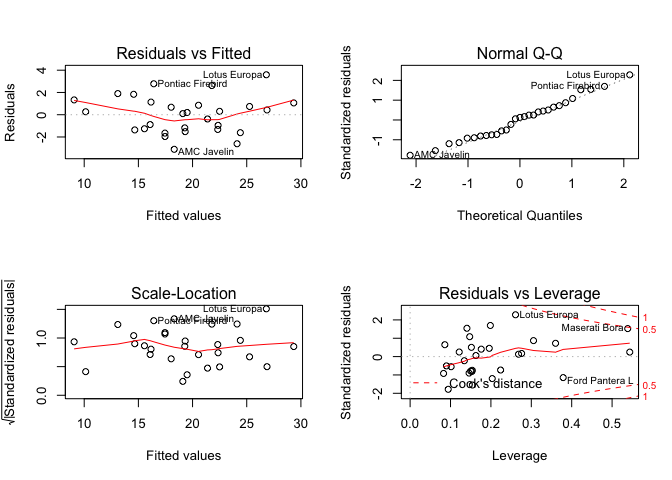 Residuals vs Fitted
Residuals
4
2
0
-2
Lotus Europa
Pontiac Firebird
AMC Javelin
10 15 20 25 30
Fitted values
Normal Q-Q
Standardized residuals
2
1
-1
Lotus Europa
Pontiac Firebird
AMC Javelin
-2 -1 0 1 2
Theoretical Quantiles
Scale-Location
√|Standardized residuals|
1.0
0.0
Lotus Europa
AMC Javelin
Pontiac Firebird
10 15 20 25 30
Fitted values
Residuals vs Leverage
Standardized residuals
2
0
-2
Lotus Europa
Maserati Bora
Ford Pantera L
Cook's distance
1
0.5
0.5
1
0.0 0.1 0.2 0.3 0.4 0.5
Leverage